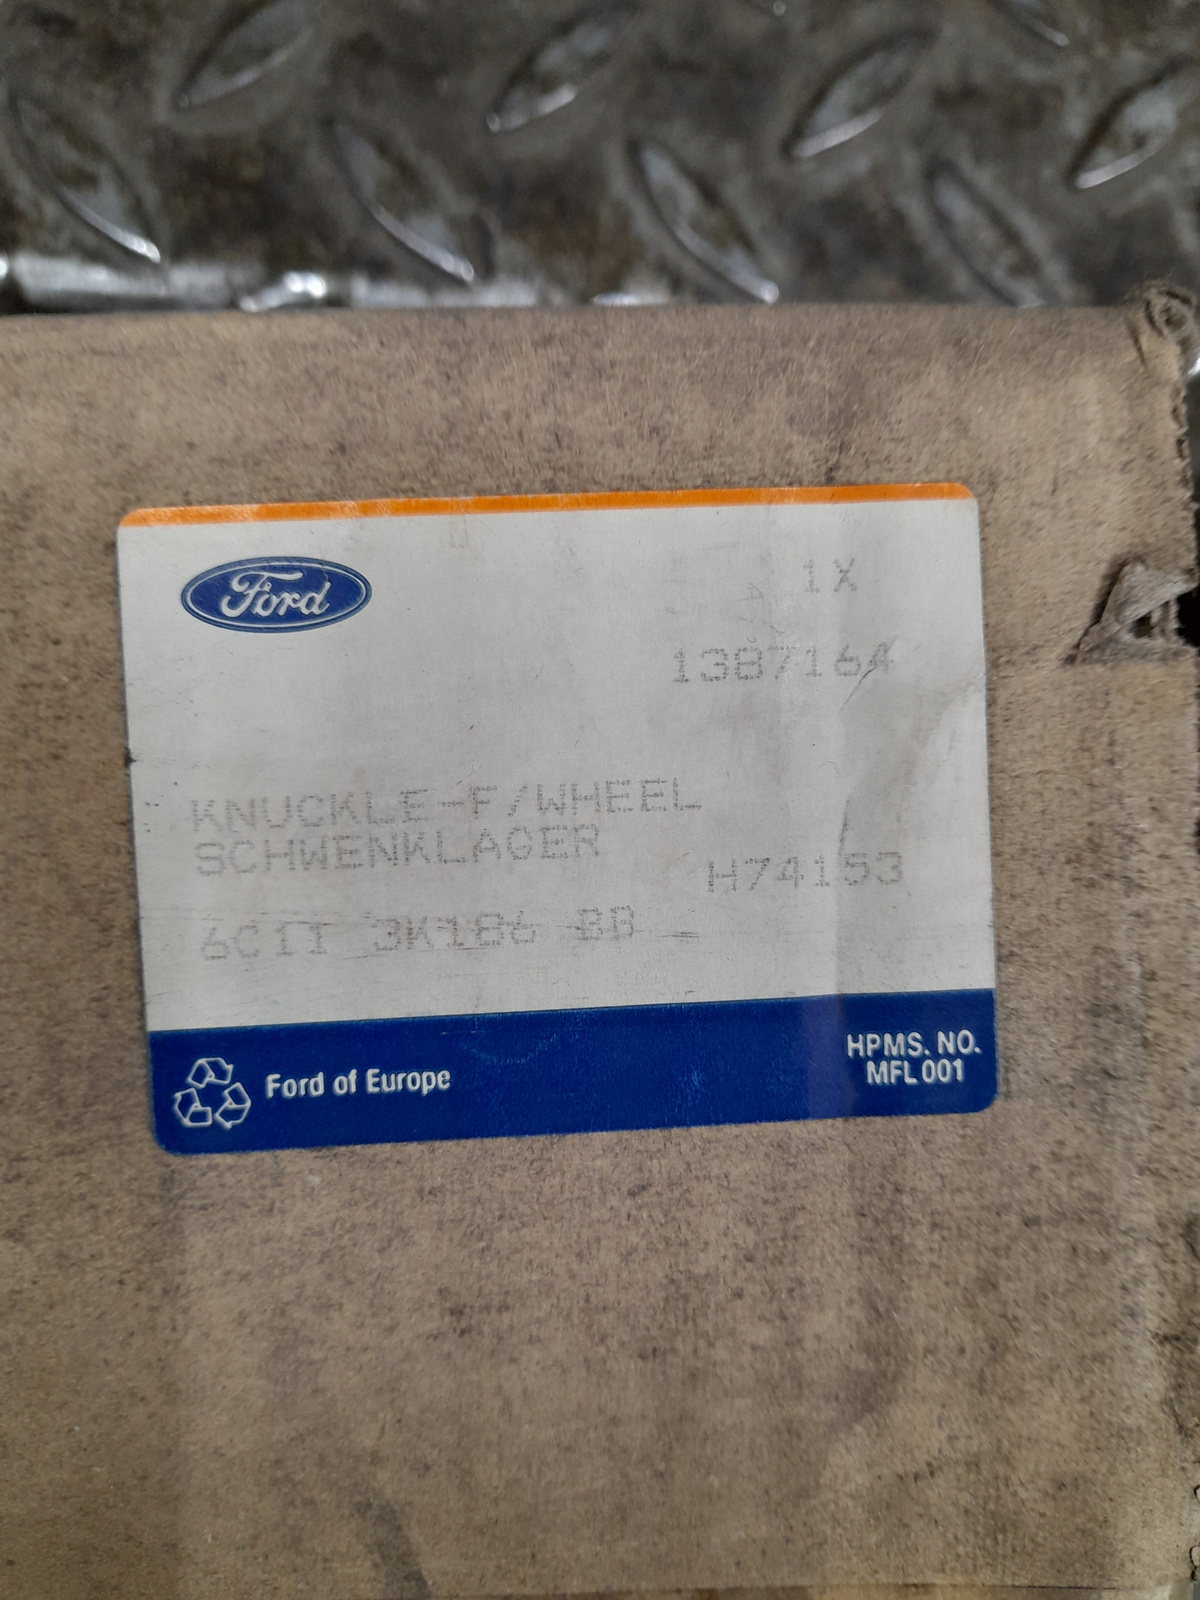 Ford
1X
1387164
KNUCKLE-F/WHEEL
SCHWENKLAGER
H74153
6C11 3K186 BB
Ford of Europe
HPMS. NO.
MFL 001